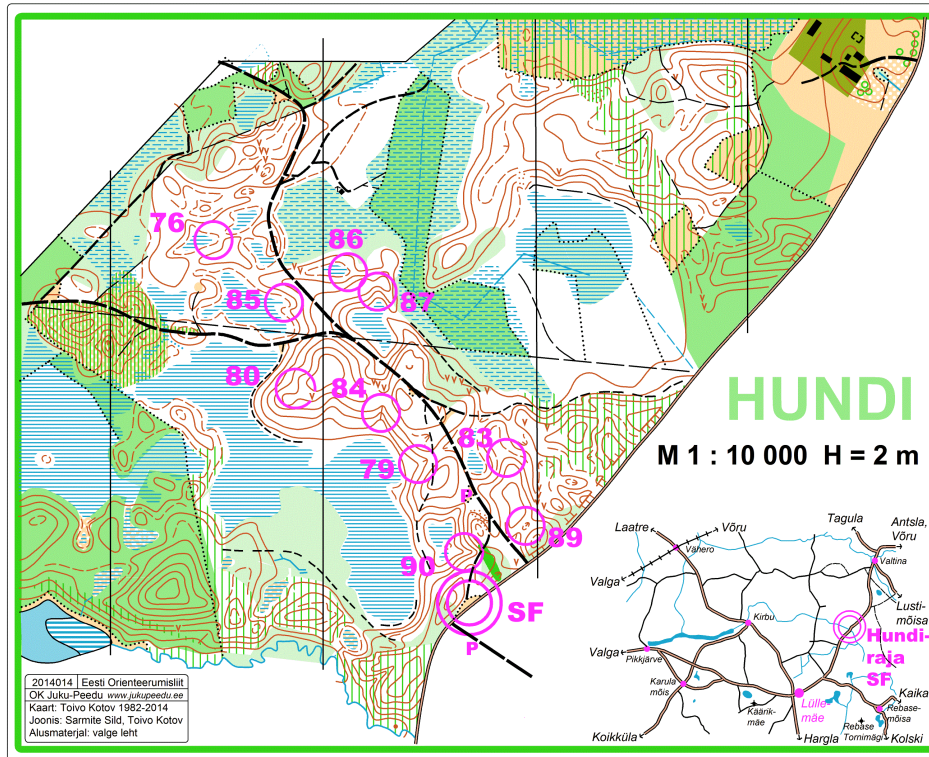 76
86
85
87
80
84
HUNDI
83
M 1 : 10 000 H = 2 m
79
P
89
90
SF
P
Laatre
Võru
Tagula
Antsla,
Võru
Vähero
Valtina
Valga
Lusti-
mõisa
Kirbu
Hundi-
raja
SF
Valga
Pikkjärve
Karula
mõis
Kaika
Lülle-
mäe
Käärik-
mäe
Rebase-
mõisa
Rebase
Tornimägi
Koikküla
Hargla
Kolski
2014014 Eesti Orienteerumisliit
OK Juku-Peedu www.jukupeedu.ee
Kaart: Toivo Kotov 1982-2014
Joonis: Sarmite Sild, Toivo Kotov
Alusmaterjal: valge leht